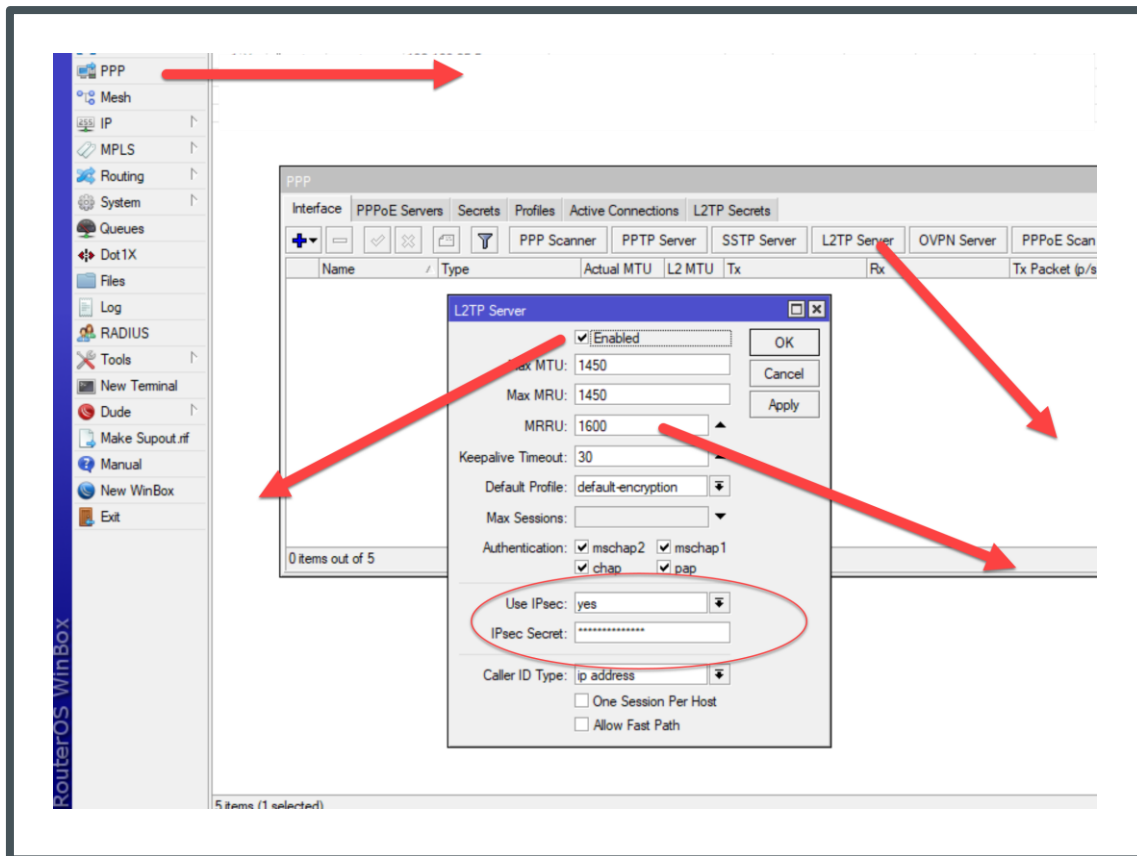 PPP
Mesh
IP
MPLS
Routing
System
Queues
Dot1X
Files
Log
RADIUS
Tools
New Terminal
Dude
Make Supout.rif
Manual
New WinBox
Exit
RouterOS WinBox
PPP
Interface PPPoE Servers Secrets Profiles Active Connections L2TP Secrets
PPP Scanner PPTP Server SSTP Server L2TP Server OVPN Server PPPoE Scan
Name / Type Actual MTU L2 MTU Tx Rx Tx Packet (p/s
L2TP Server
Enabled OK
Max MTU: 1450 Cancel
Max MRU: 1450 Apply
MRRU: 1600
Keepalive Timeout: 30
Default Profile: default-encryption
Max Sessions:
Authentication: mschap2 mschap1
chap pap
Use IPsec: yes
IPsec Secret: **************
Caller ID Type: ip address
One Session Per Host
Allow Fast Path
0 items out of 5
5 items (1 selected)